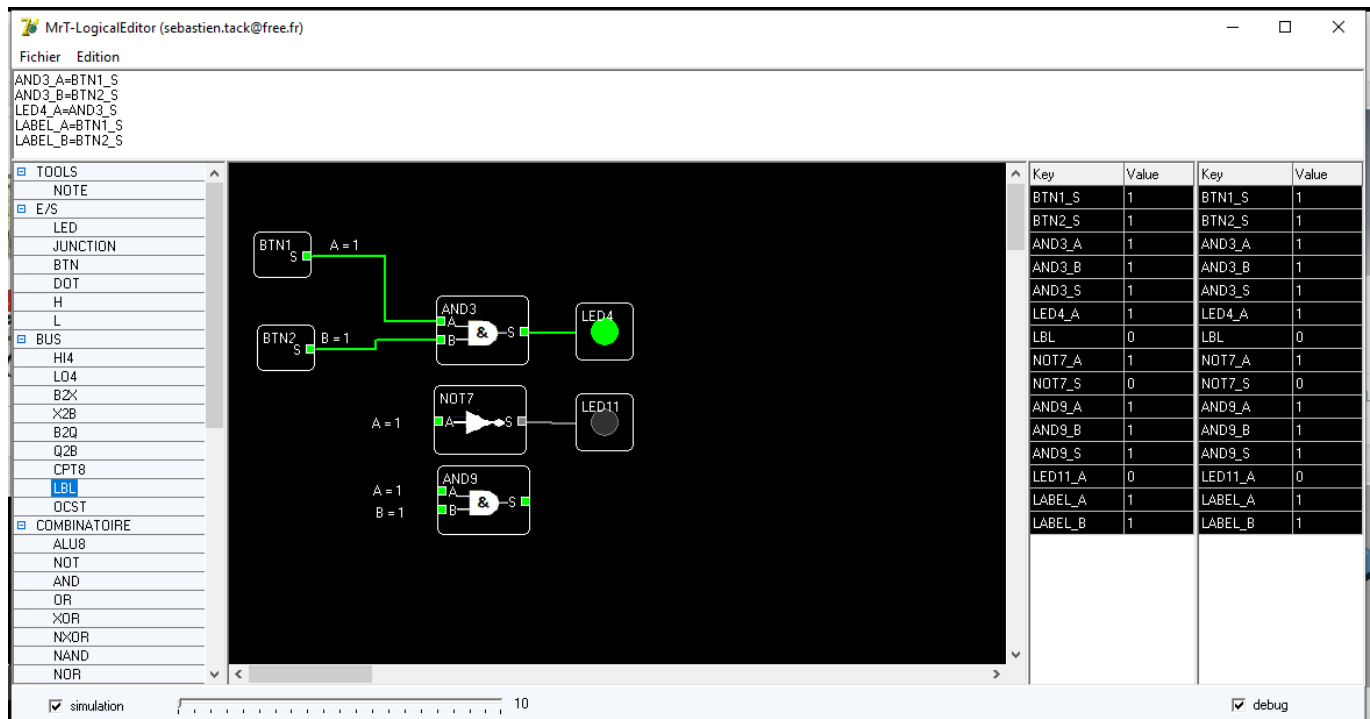 MrT-LogicalEditor (sebastien.tack@free.fr)
Fichier Edition
AND3_A=BTN1_S
AND3_B=BTN2_S
LED4_A=AND3_S
LABEL_A=BTN1_S
LABEL_B=BTN2_S
TOOLS
NOTE
E/S
LED
JUNCTION
BTN
DOT
H
L
BUS
HI4
LO4
B2X
X2B
B2Q
Q2B
CPT8
LBL
OCST
COMBINATOIRE
ALU8
NOT
AND
OR
XOR
NXOR
NAND
NOR
BTN1 A = 1
S
AND3
A & S
B
LED4
BTN2 B = 1
S
NOT7
A = 1 A S
LED11
AND9
A = 1 A & S
B = 1 B
Key Value Key Value
BTN1_S 1 BTN1_S 1
BTN2_S 1 BTN2_S 1
AND3_A 1 AND3_A 1
AND3_B 1 AND3_B 1
AND3_S 1 AND3_S 1
LED4_A 1 LED4_A 1
LBL 0 LBL 0
NOT7_A 1 NOT7_A 1
NOT7_S 0 NOT7_S 0
AND9_A 1 AND9_A 1
AND9_B 1 AND9_B 1
AND9_S 1 AND9_S 1
LED11_A 0 LED11_A 0
LABEL_A 1 LABEL_A 1
LABEL_B 1 LABEL_B 1
simulation 10 debug